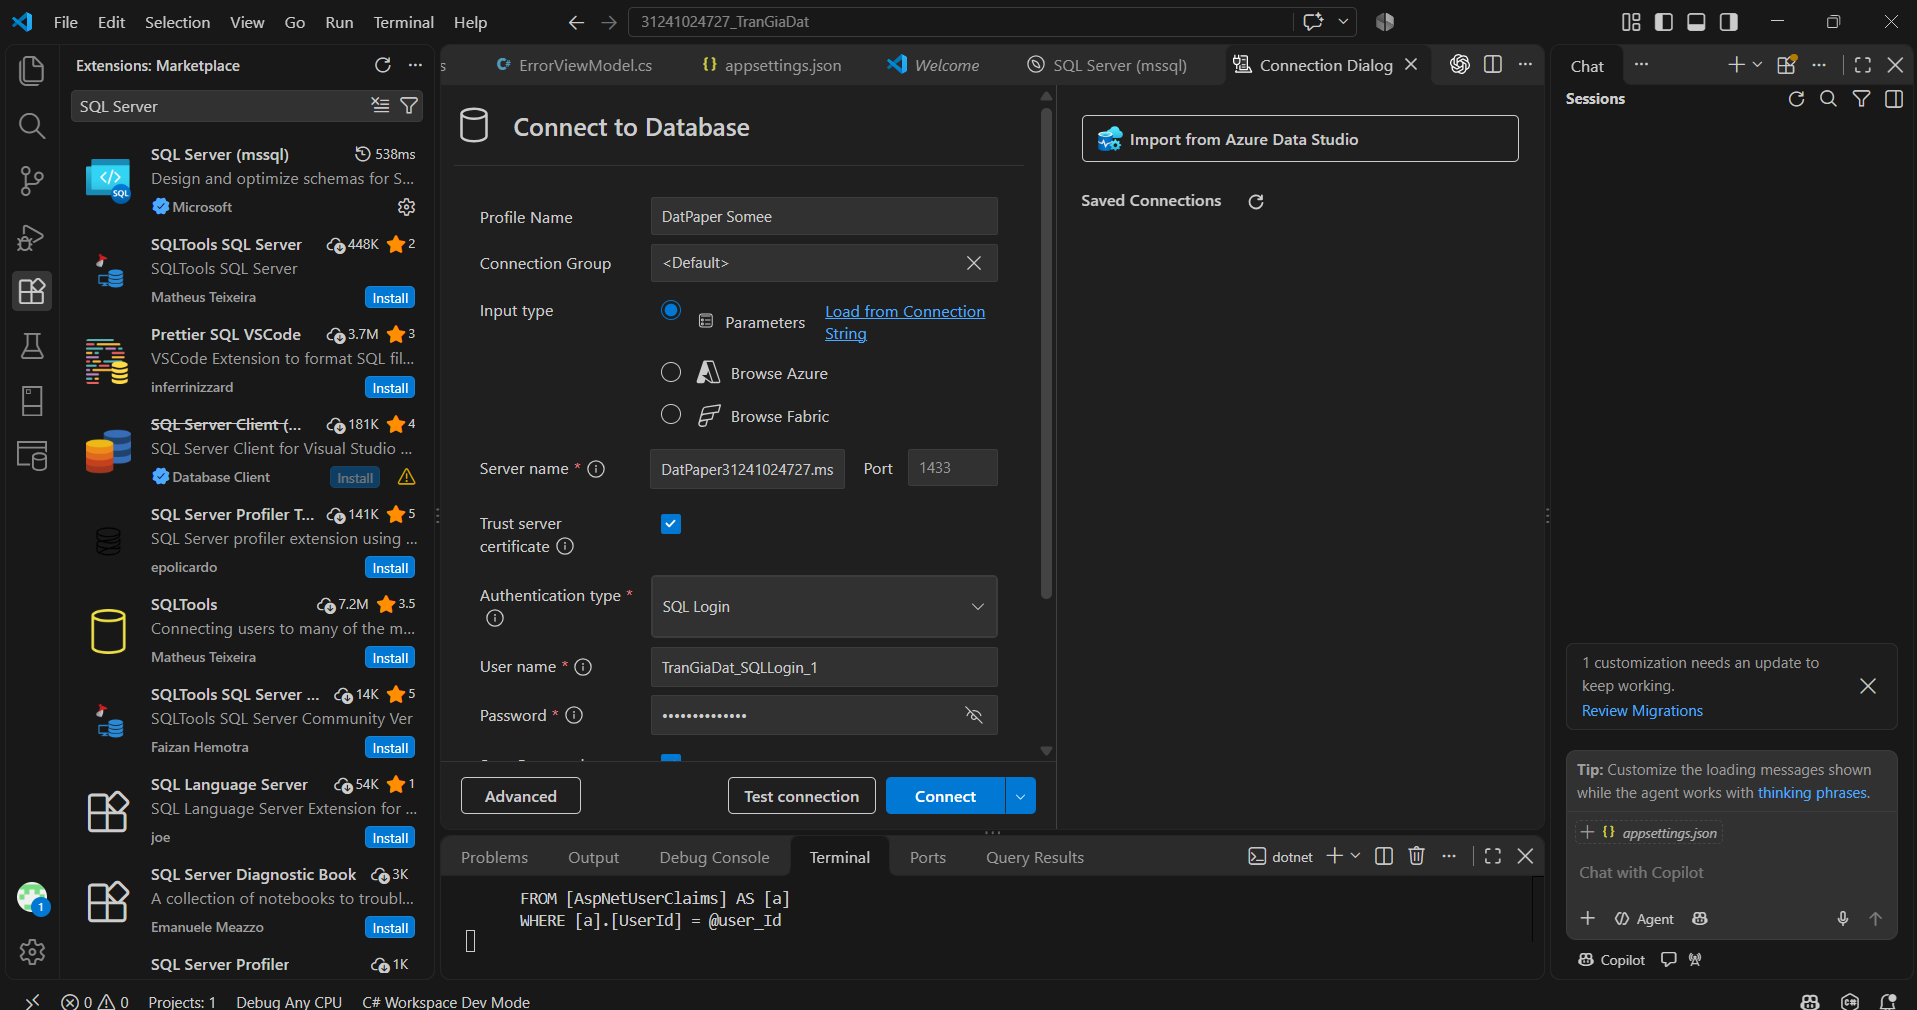 File Edit Selection View Go Run Terminal Help
31241024727_TranGiaDat
Extensions: Marketplace
SQL Server
SQL Server (mssql) 538ms
Design and optimize schemas for S...
Microsoft
SQLTools SQL Server 448K 2
SQLTools SQL Server
Matheus Teixeira Install
Prettier SQL VSCode 3.7M 3
VSCode Extension to format SQL fil...
inferrinizzard Install
SQL Server Client (... 181K 4
SQL Server Client for Visual Studio ...
Database Client Install
SQL Server Profiler T... 141K 5
SQL Server profiler extension using ...
epolicardo Install
SQLTools 7.2M 3.5
Connecting users to many of the m...
Matheus Teixeira Install
SQLTools SQL Server ... 14K 5
SQLTools SQL Server Community Ver
Faizan Hemotra Install
SQL Language Server 54K 1
SQL Language Server Extension for ...
joe Install
SQL Server Diagnostic Book 3K
A collection of notebooks to troubl...
Emanuele Meazzo Install
SQL Server Profiler 1K
s ErrorViewModel.cs appsettings.json Welcome SQL Server (mssql) Connection Dialog
Connect to Database
Profile Name DatPaper Somee
Connection Group <Default>
Input type
Parameters Load from Connection
String
Browse Azure
Browse Fabric
Server name * DatPaper31241024727.ms Port 1433
Trust server
certificate
Authentication type *
SQL Login
User name * TranGiaDat_SQLLogin_1
Password * ••••••••••••••
Advanced Test connection Connect
Import from Azure Data Studio
Saved Connections
Problems Output Debug Console Terminal Ports Query Results
dotnet
FROM [AspNetUserClaims] AS [a]
WHERE [a].[UserId] = @user_Id
Chat
Sessions
1 customization needs an update to
keep working.
Review Migrations
Tip: Customize the loading messages shown
while the agent works with thinking phrases.
appsettings.json
Chat with Copilot
Agent
Copilot
1
0 0 Projects: 1 Debug Any CPU C# Workspace Dev Mode